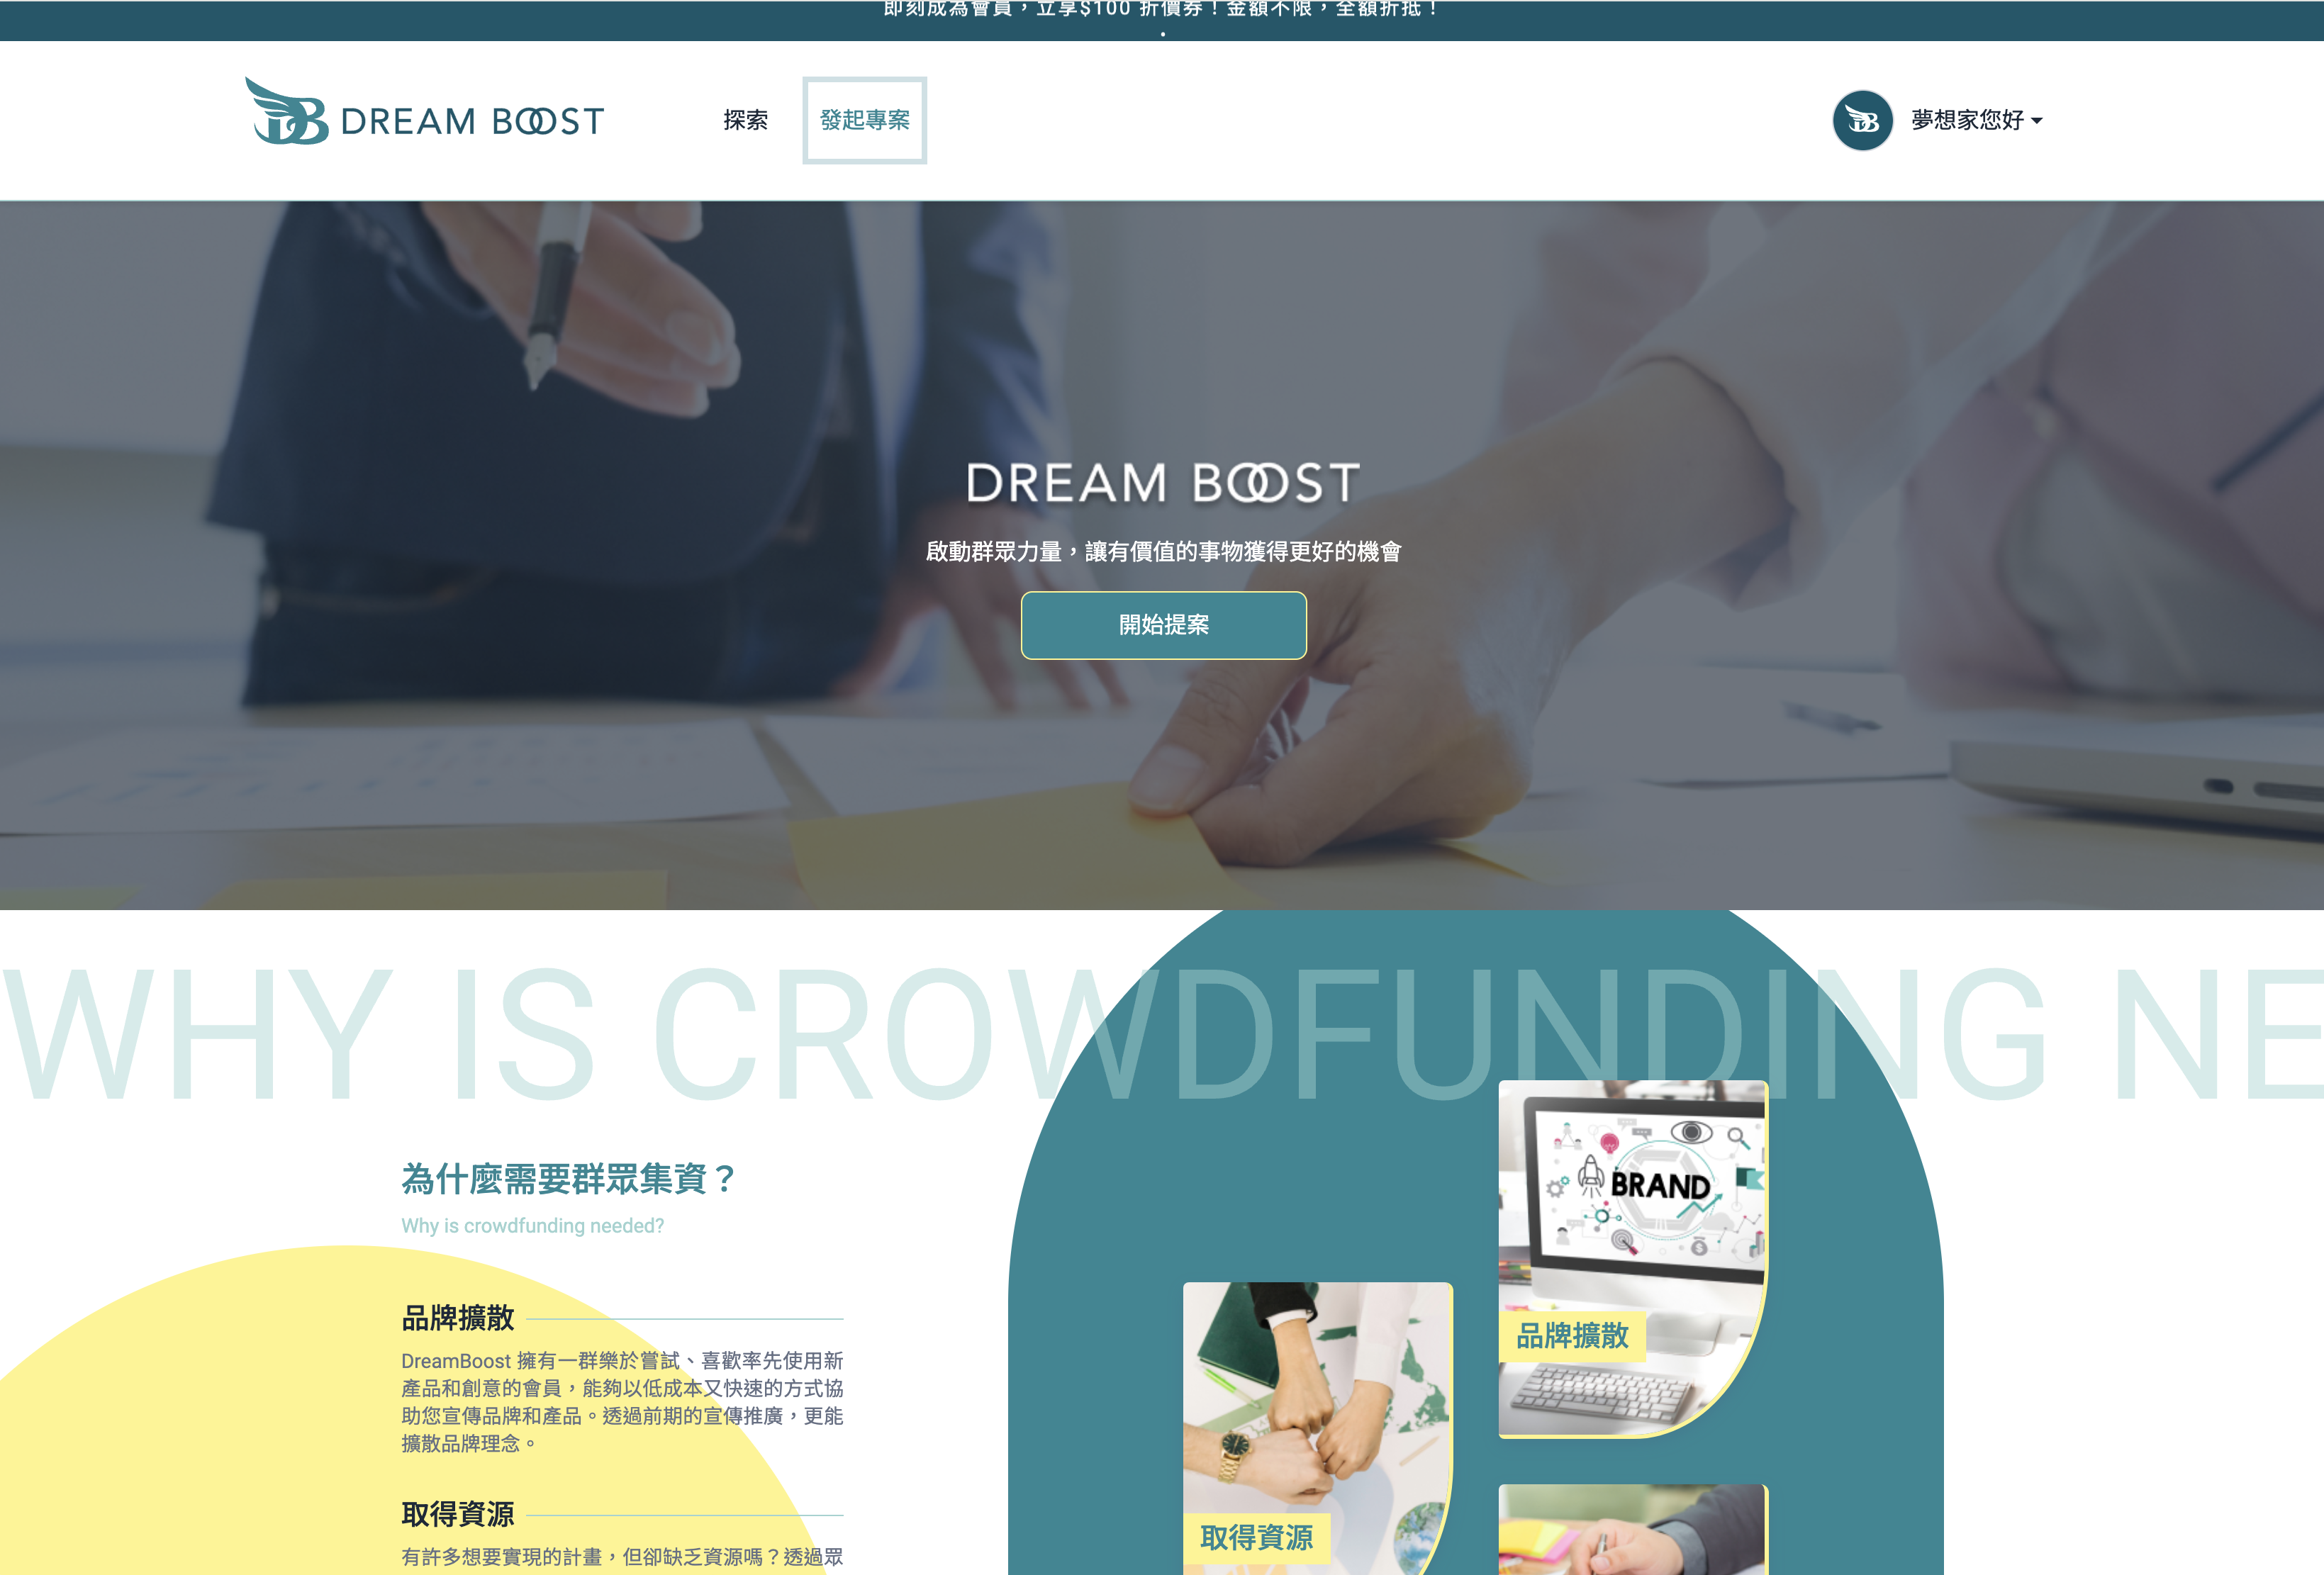 即刻成為會員，立享$100 折價券！金額不限，全額折抵！
DREAM BOOST
探索
發起專案
夢想家您好
DREAM BOOST
啟動群眾力量，讓有價值的事物獲得更好的機會
開始提案
WHY IS CROWDFUNDING NE
為什麼需要群眾集資？
Why is crowdfunding needed?
品牌擴散
DreamBoost 擁有一群樂於嘗試、喜歡率先使用新
產品和創意的會員，能夠以低成本又快速的方式協
助您宣傳品牌和產品。透過前期的宣傳推廣，更能
擴散品牌理念。
取得資源
有許多想要實現的計畫，但卻缺乏資源嗎？透過眾
BRAND
品牌擴散
取得資源